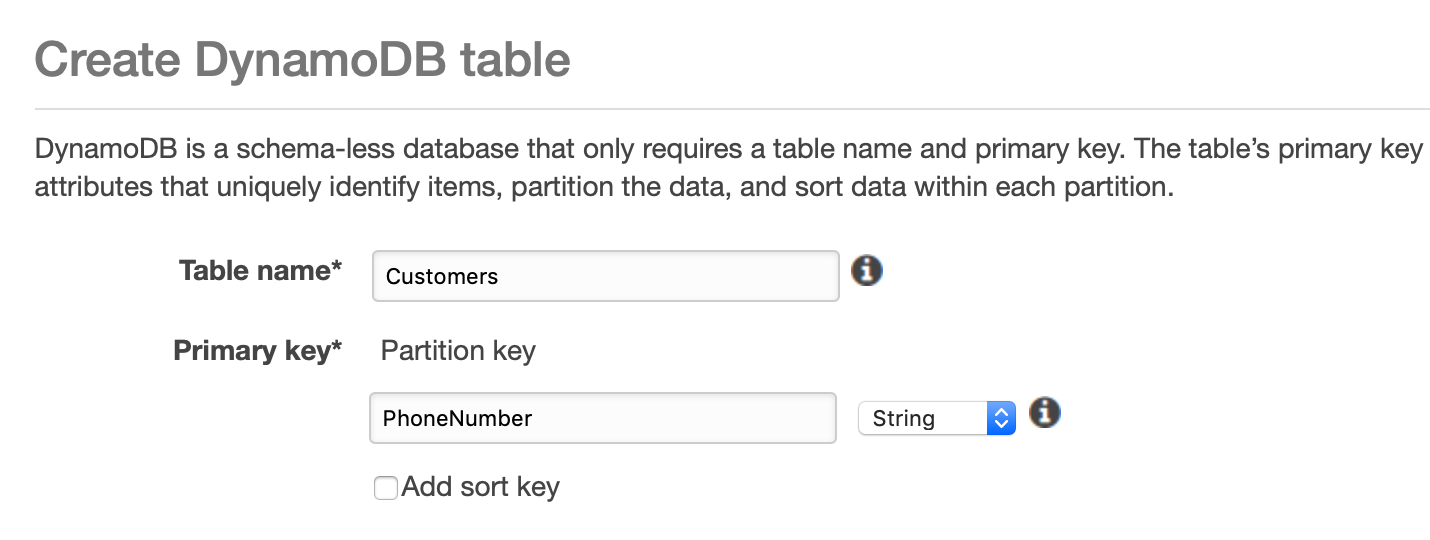 Create DynamoDB table
DynamoDB is a schema-less database that only requires a table name and primary key. The table's primary key
attributes that uniquely identify items, partition the data, and sort data within each partition.
Table name* Customers
Primary key* Partition key
PhoneNumber String
Add sort key